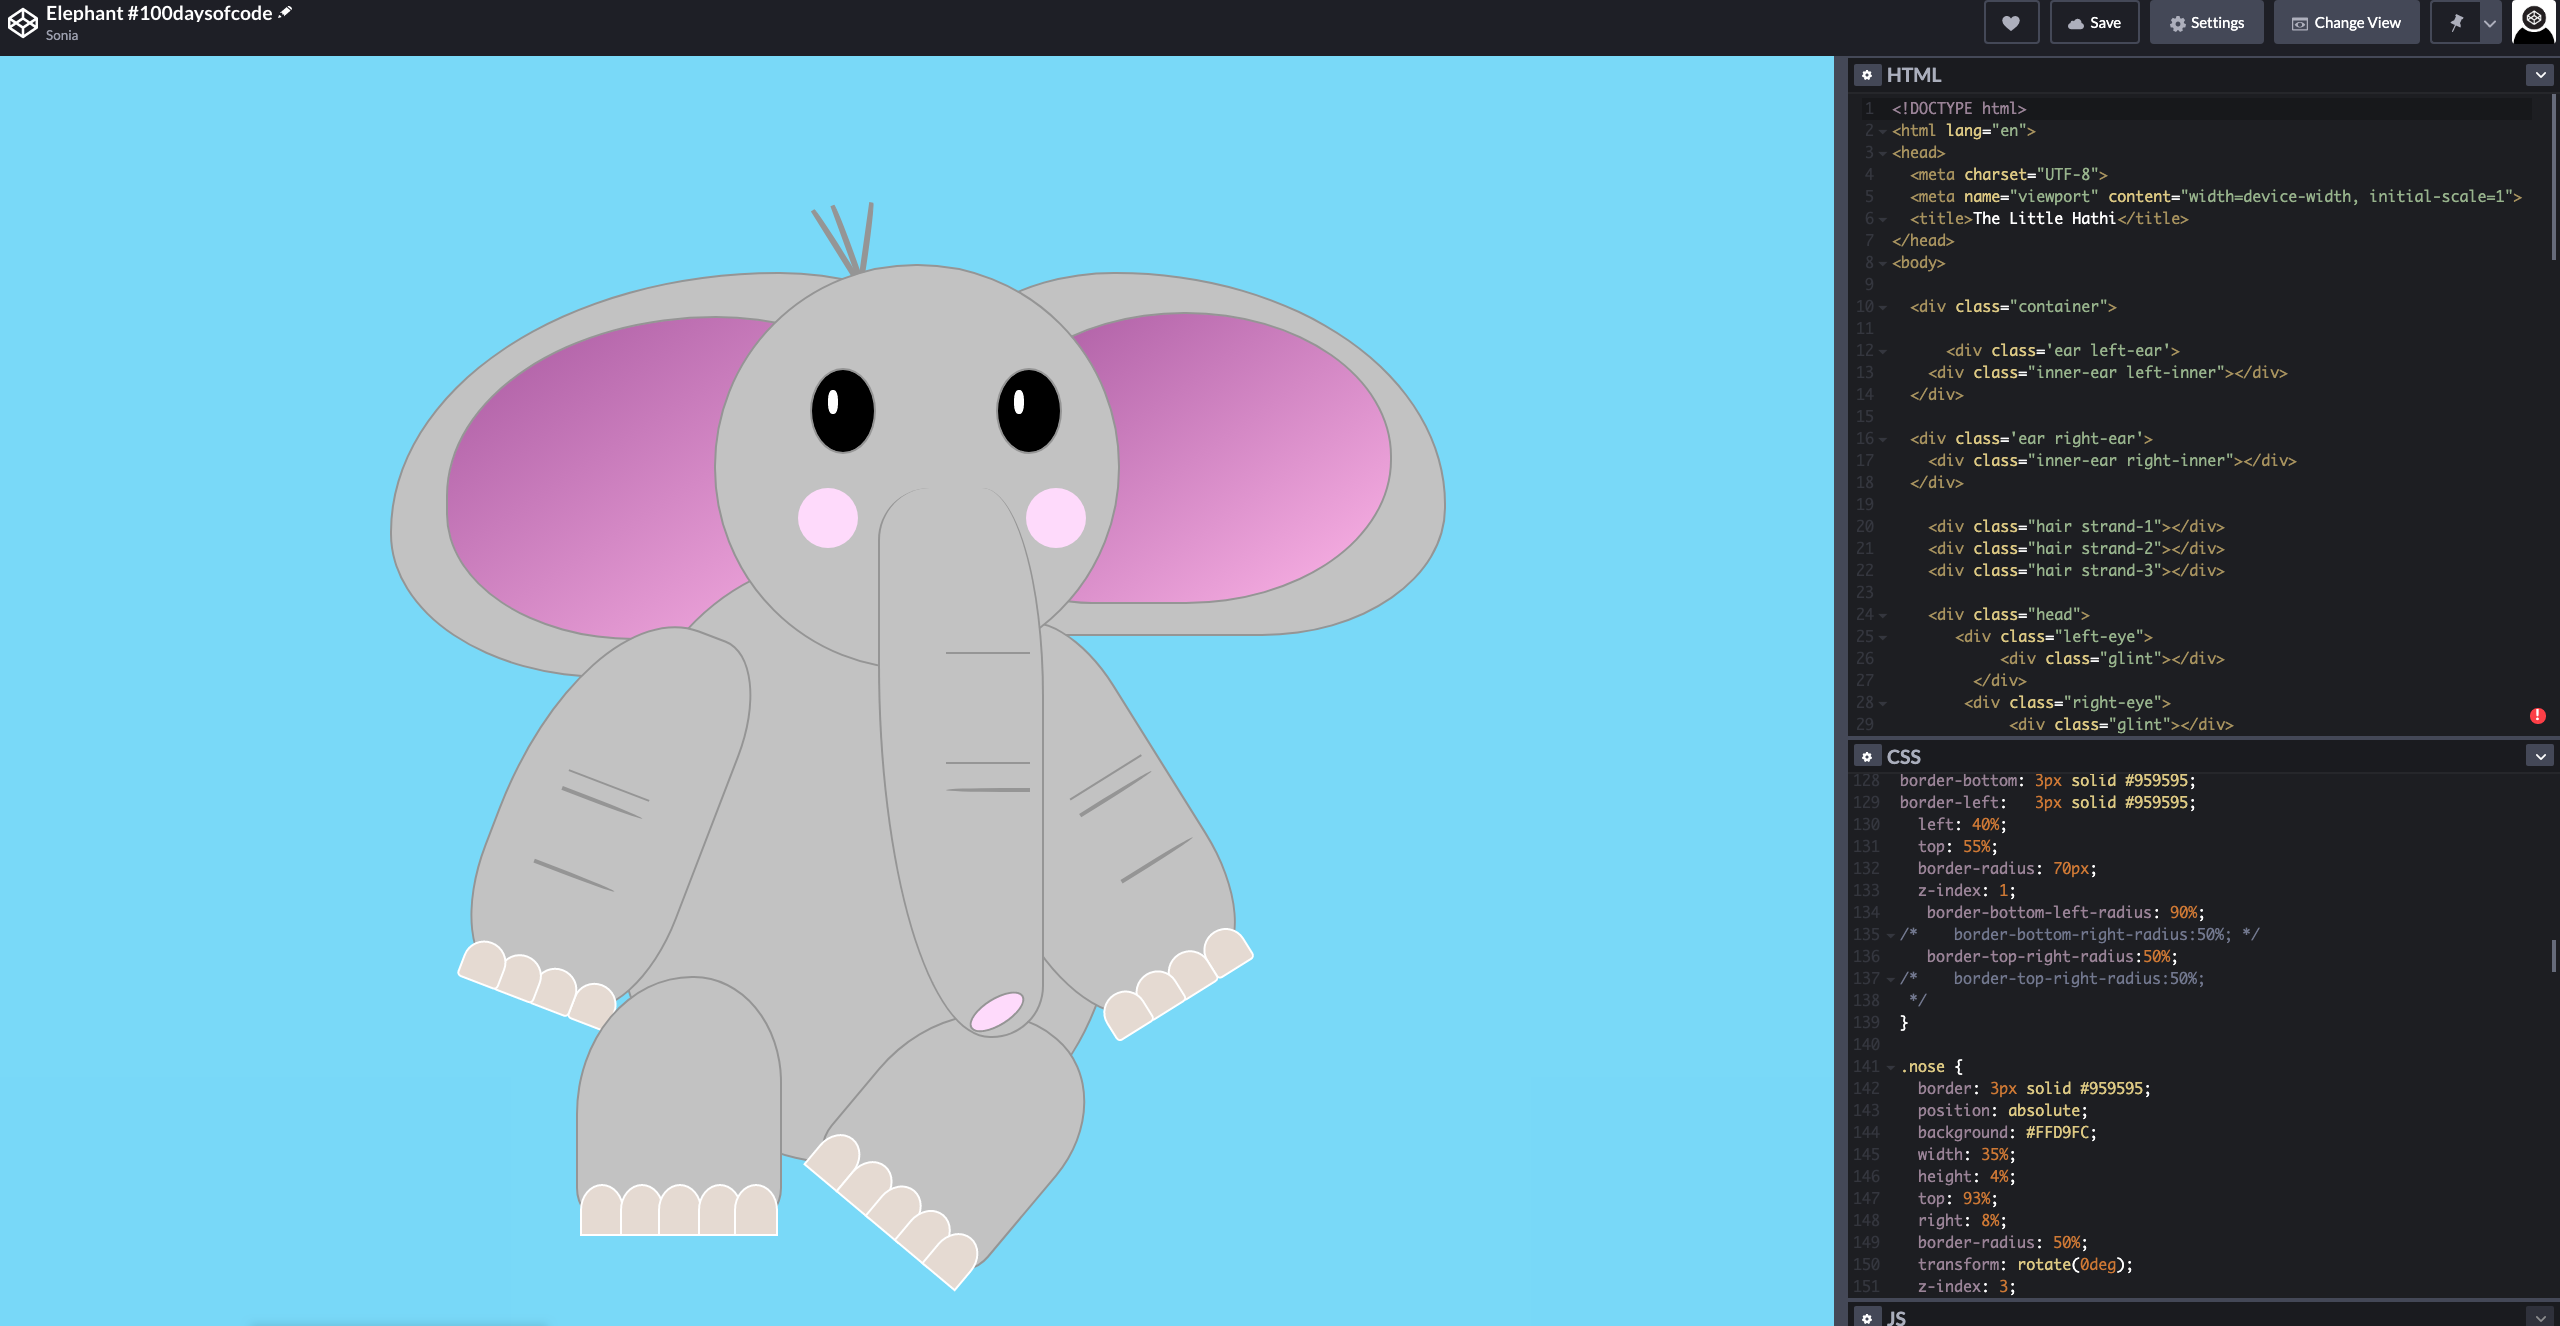 Elephant #100daysofcode
Sonia
Save
Settings
Change View
HTML
1 <!DOCTYPE html>
2 <html lang="en">
3 <head>
4 <meta charset="UTF-8">
5 <meta name="viewport" content="width=device-width, initial-scale=1">
6 <title>The Little Hathi</title>
7 </head>
8 <body>
9
10 <div class="container">
11
12 <div class='ear left-ear'>
13 <div class="inner-ear left-inner"></div>
14 </div>
15
16 <div class='ear right-ear'>
17 <div class="inner-ear right-inner"></div>
18 </div>
19
20 <div class="hair strand-1"></div>
21 <div class="hair strand-2"></div>
22 <div class="hair strand-3"></div>
23
24 <div class="head">
25 <div class="left-eye">
26 <div class="glint"></div>
27 </div>
28 <div class="right-eye">
29 <div class="glint"></div>
CSS
128 border-bottom: 3px solid #959595;
129 border-left: 3px solid #959595;
130 left: 40%;
131 top: 55%;
132 border-radius: 70px;
133 z-index: 1;
134 border-bottom-left-radius: 90%;
135 /* border-bottom-right-radius:50%; */
136 border-top-right-radius:50%;
137 /* border-top-right-radius:50%;
138 */
139 }
140
141 .nose {
142 border: 3px solid #959595;
143 position: absolute;
144 background: #FFD9FC;
145 width: 35%;
146 height: 4%;
147 top: 93%;
148 right: 8%;
149 border-radius: 50%;
150 transform: rotate(0deg);
151 z-index: 3;
JS